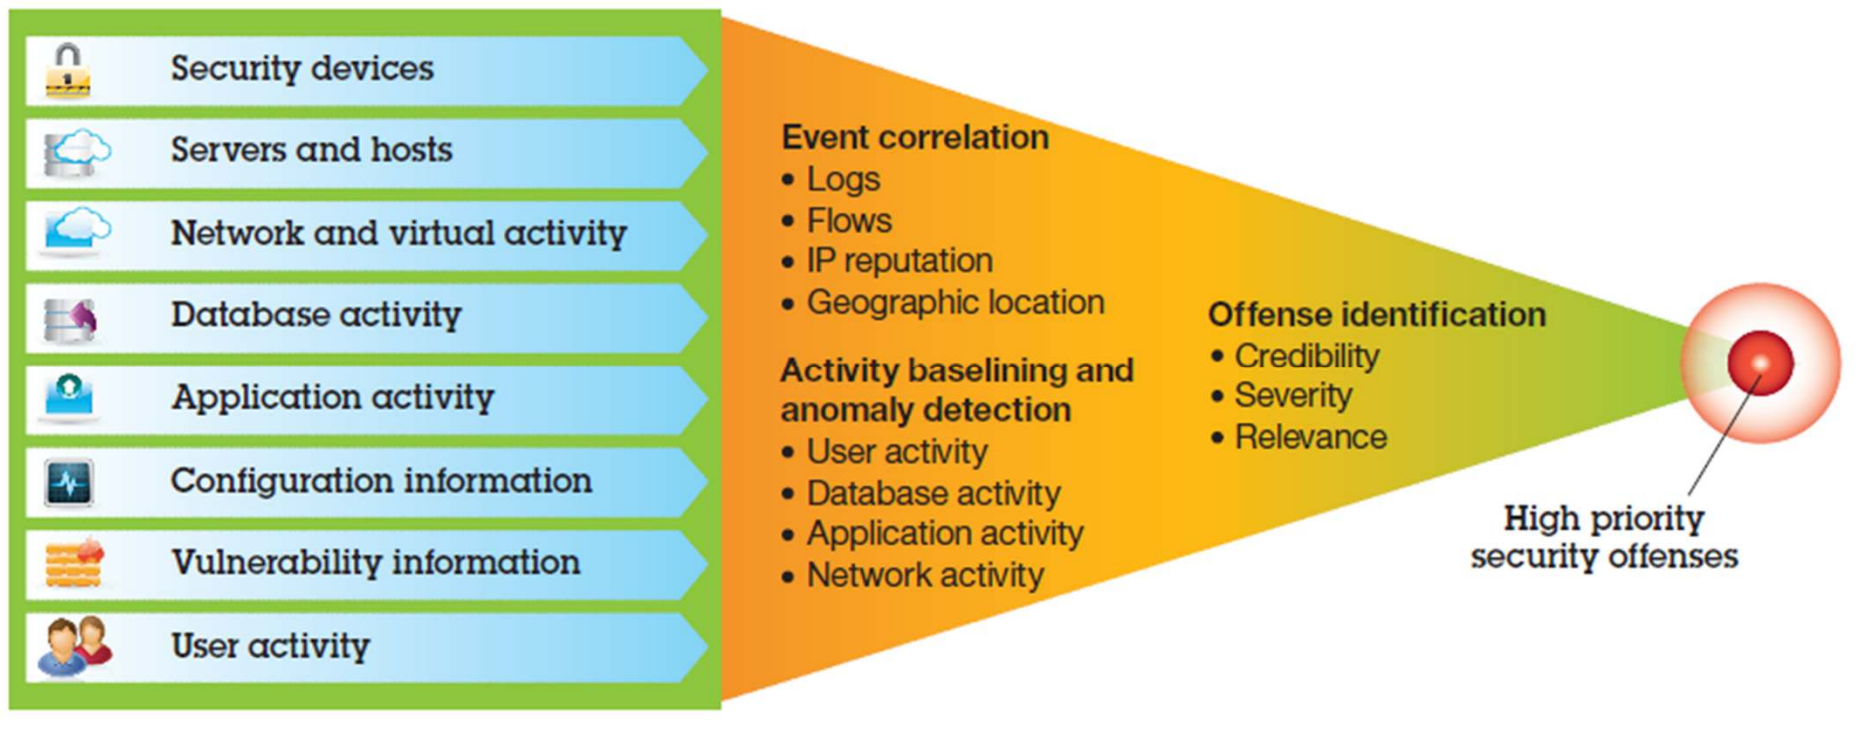 Security devices
Servers and hosts
Network and virtual activity
Database activity
Application activity
Configuration information
Vulnerability information
User activity
Event correlation
• Logs
• Flows
• IP reputation
• Geographic location
Activity baselining and
anomaly detection
• User activity
• Database activity
• Application activity
• Network activity
Offense identification
• Credibility
• Severity
• Relevance
High priority
security offenses